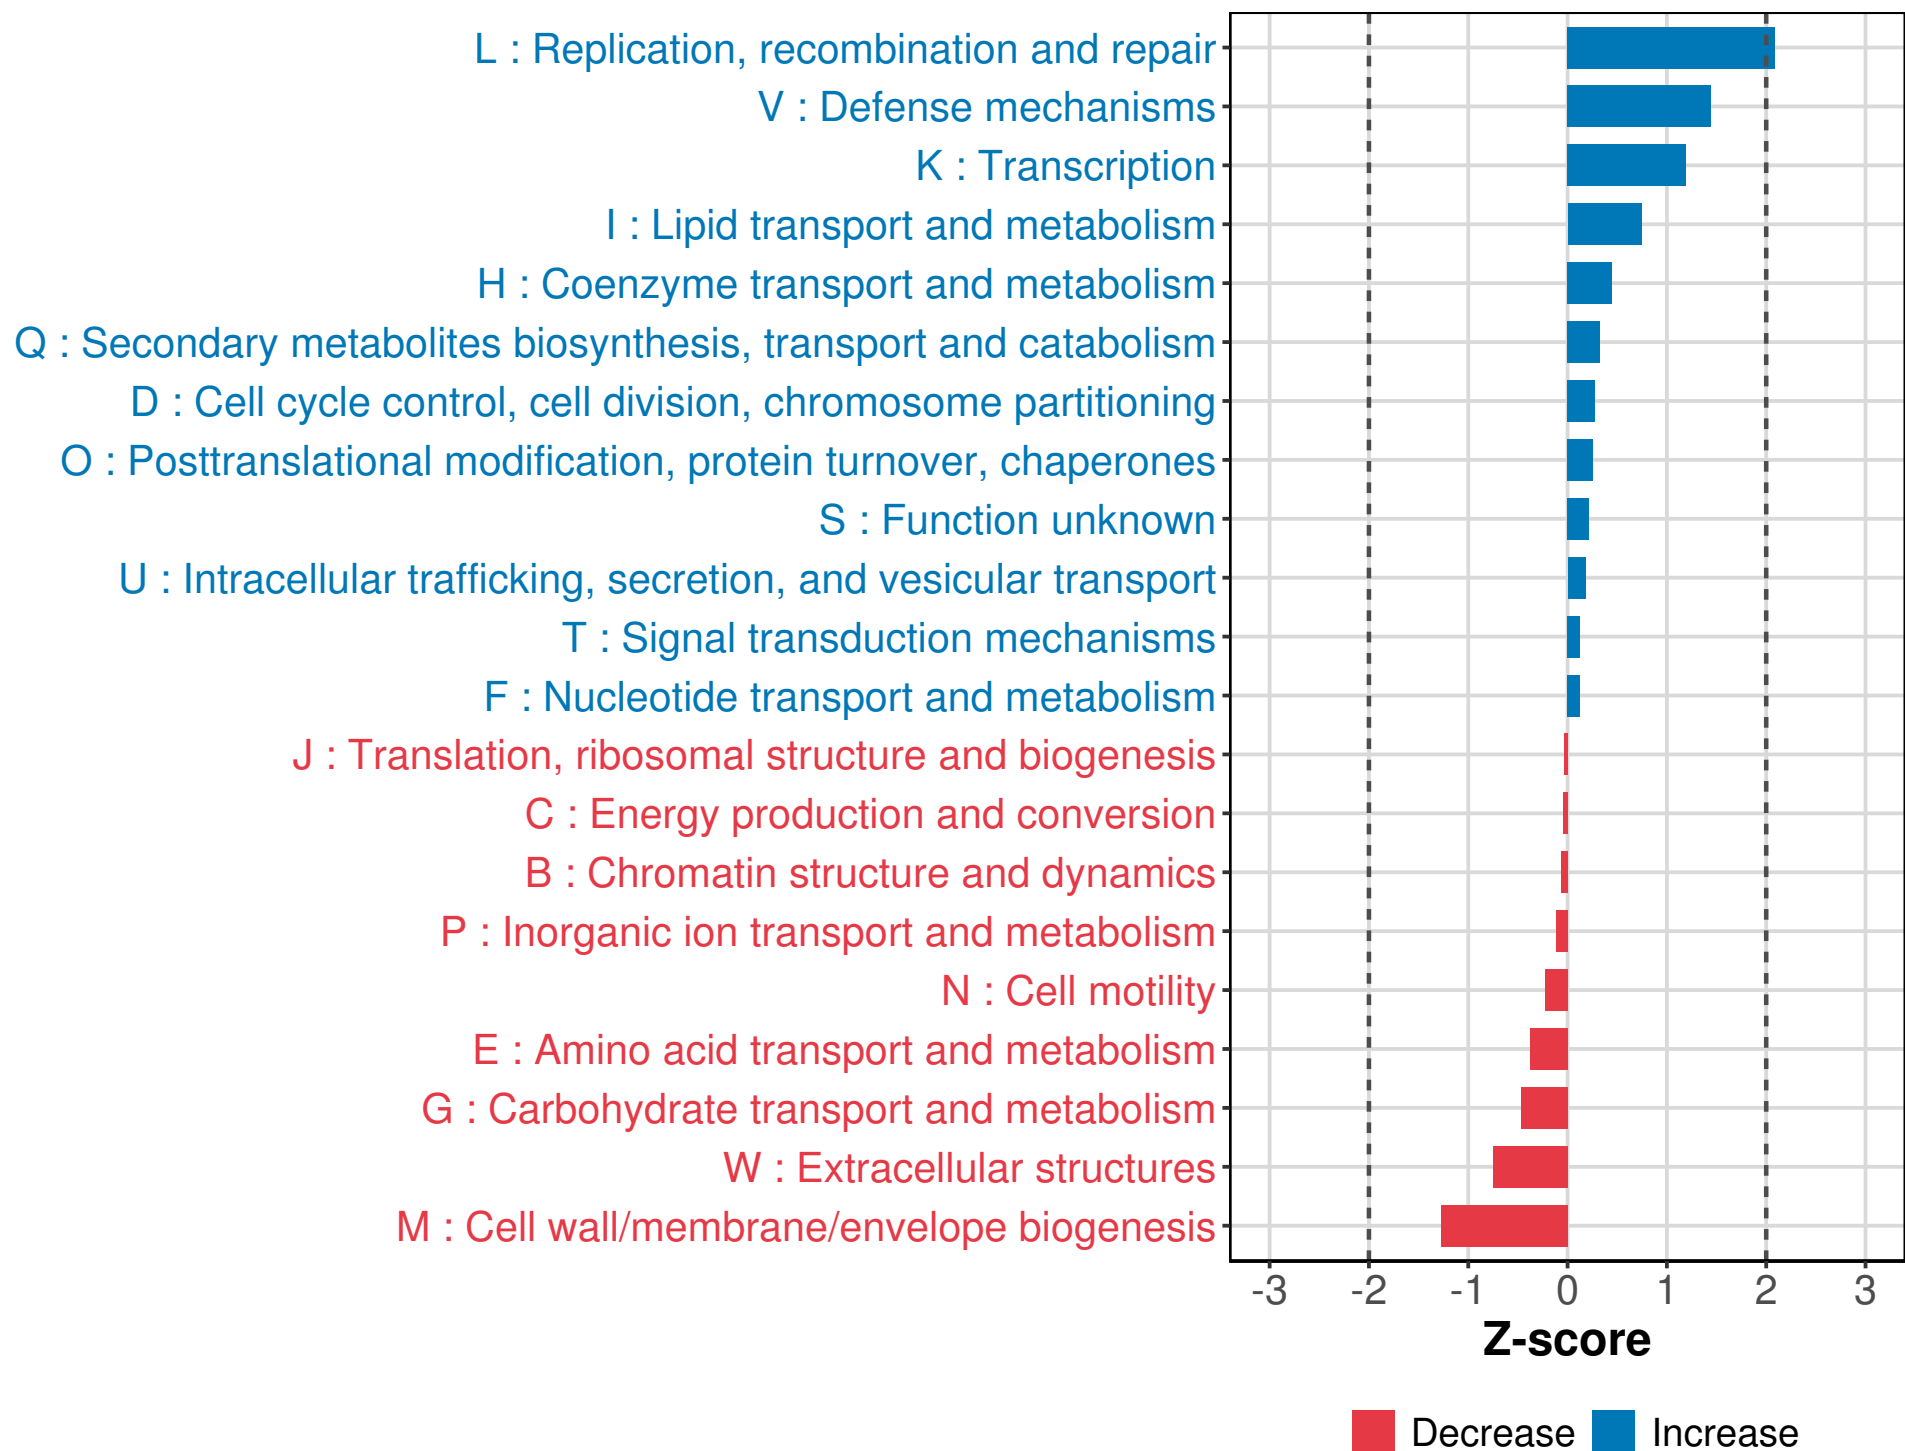 L : Replication, recombination and repair
V : Defense mechanisms
K : Transcription
I : Lipid transport and metabolism
H : Coenzyme transport and metabolism
Q : Secondary metabolites biosynthesis, transport and catabolism
D : Cell cycle control, cell division, chromosome partitioning
O : Posttranslational modification, protein turnover, chaperones
S : Function unknown
U : Intracellular trafficking, secretion, and vesicular transport
T : Signal transduction mechanisms
F : Nucleotide transport and metabolism
J : Translation, ribosomal structure and biogenesis
C : Energy production and conversion
B : Chromatin structure and dynamics
P : Inorganic ion transport and metabolism
N : Cell motility
E : Amino acid transport and metabolism
G : Carbohydrate transport and metabolism
W : Extracellular structures
M : Cell wall/membrane/envelope biogenesis
-3 -2 -1 0 1 2 3
Z-score
Decrease Increase